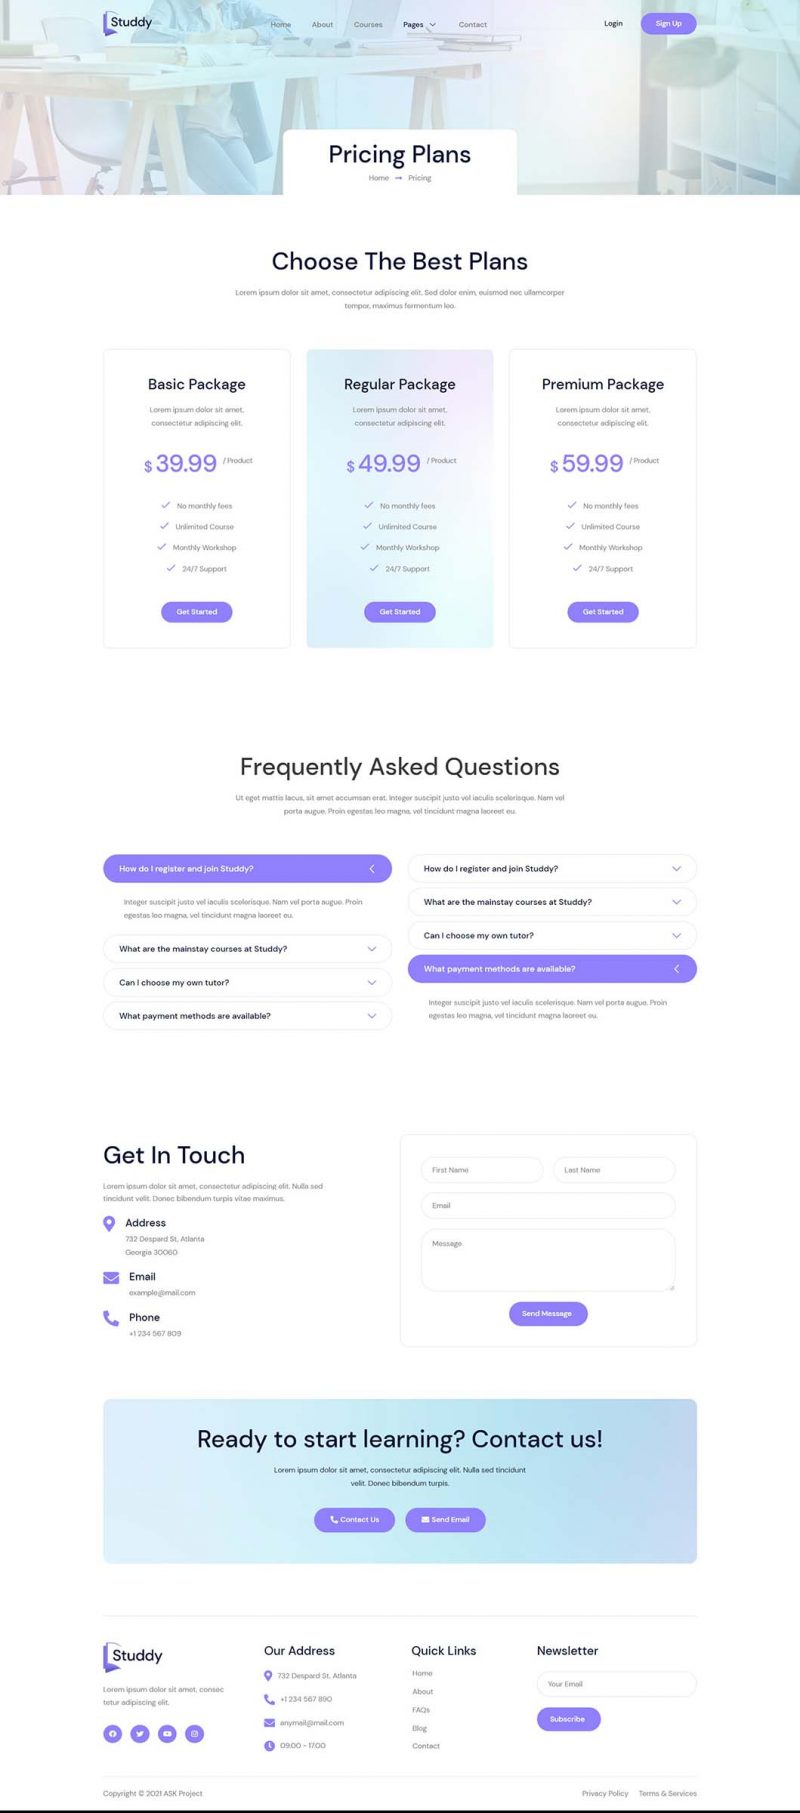 Studdy
Home About Courses Pages Contact
Login Sign Up
Pricing Plans
Home → Pricing
Choose The Best Plans
Lorem ipsum dolor sit amet, consectetur adipiscing elit. Sed dolor enim, euismod nec ullamcorper
tempor, maximus fermentum leo.
Basic Package
Lorem ipsum dolor sit amet,
consectetur adipiscing elit.
$ 39.99 / Product
No monthly fees
Unlimited Course
Monthly Workshop
24/7 Support
Get Started
Regular Package
Lorem ipsum dolor sit amet,
consectetur adipiscing elit.
$ 49.99 / Product
No monthly fees
Unlimited Course
Monthly Workshop
24/7 Support
Get Started
Premium Package
Lorem ipsum dolor sit amet,
consectetur adipiscing elit.
$ 59.99 / Product
No monthly fees
Unlimited Course
Monthly Workshop
24/7 Support
Get Started
Frequently Asked Questions
Ut eget mattis lacus, sit amet accumsan erat. Integer suscipit justo vel iaculis scelerisque. Nam vel
porta augue. Proin egestas leo magna, vel tincidunt magna laoreet eu.
How do I register and join Studdy?
Integer suscipit justo vel iaculis scelerisque. Nam vel porta augue. Proin
egestas leo magna, vel tincidunt magna laoreet eu.
What are the mainstay courses at Studdy?
Can I choose my own tutor?
What payment methods are available?
How do I register and join Studdy?
What are the mainstay courses at Studdy?
Can I choose my own tutor?
What payment methods are available?
Integer suscipit justo vel iaculis scelerisque. Nam vel porta augue. Proin
egestas leo magna, vel tincidunt magna laoreet eu.
Get In Touch
Lorem ipsum dolor sit amet, consectetur adipiscing elit. Nulla sed
tincidunt velit. Donec bibendum turpis vitae maximus.
Address
732 Despard St, Atlanta
Georgia 30060
Email
example@mail.com
Phone
+1 234 567 809
First Name
Last Name
Email
Message
Send Message
Ready to start learning? Contact us!
Lorem ipsum dolor sit amet, consectetur adipiscing elit. Nulla sed tincidunt
velit. Donec bibendum turpis.
Contact Us
Send Email
Studdy
Lorem ipsum dolor sit amet, consec
tetur adipiscing elit.
Our Address
732 Despard St, Atlanta
+1 234 567 890
anymail@mail.com
09.00 - 17.00
Quick Links
Home
About
FAQs
Blog
Contact
Newsletter
Your Email
Subscribe
Copyright © 2021 ASK Project
Privacy Policy Terms & Services